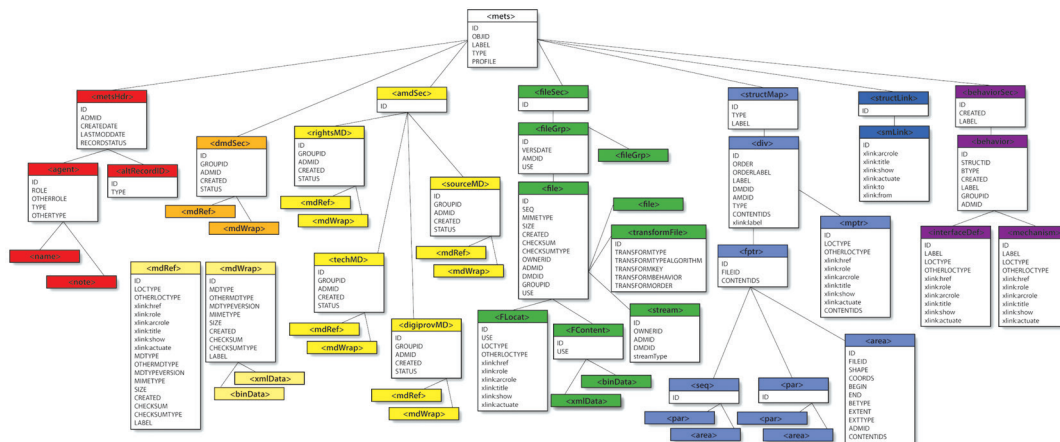 <mets>
ID
OBJID
LABEL
TYPE
PROFILE
<metsHdr>
ID
ADMID
CREATEDATE
LASTMODDATE
RECORDSTATUS
<agent>
ID
ROLE
OTHERROLE
TYPE
OTHERTYPE
<altRecordID>
ID
TYPE
<name>
<note>
<dmdSec>
ID
GROUPID
ADMID
CREATED
STATUS
<mdRef>
<mdWrap>
<mdRef>
ID
LOCTYPE
OTHERLOCTYPE
xlink:href
xlink:role
xlink:arcrole
xlink:title
xlink:show
xlink:actuate
MDTYPE
OTHERMDTYPE
MDTYPEVERSION
MIMETYPE
SIZE
CREATED
CHECKSUM
CHECKSUMTYPE
LABEL
<mdWrap>
ID
MDTYPE
OTHERMDTYPE
MDTYPEVERSION
MIMETYPE
SIZE
CREATED
CHECKSUM
CHECKSUMTYPE
LABEL
<xmlData>
<binData>
<amdSec>
ID
<rightsMD>
ID
GROUPID
ADMID
CREATED
STATUS
<mdRef>
<mdWrap>
<sourceMD>
ID
GROUPID
ADMID
CREATED
STATUS
<mdRef>
<mdWrap>
<techMD>
ID
GROUPID
ADMID
CREATED
STATUS
<mdRef>
<mdWrap>
<digiprovMD>
ID
GROUPID
ADMID
CREATED
STATUS
<mdRef>
<mdWrap>
<fileSec>
ID
<fileGrp>
ID
VERSDATE
AMDID
USE
<fileGrp>
<file>
ID
SEQ
MIMETYPE
SIZE
CREATED
CHECKSUM
CHECKSUMTYPE
OWNERID
ADMID
DMDID
GROUPID
USE
<file>
<transformFile>
ID
TRANSFORMTYPE
TRANSFORMTYPEALGORITHM
TRANSFORMKEY
TRANSFORMBEHAVIOR
TRANSFORMORDER
<stream>
ID
OWNERID
ADMID
DMDID
streamType
<FLocat>
ID
USE
LOCTYPE
OTHERLOCTYPE
xlink:href
xlink:role
xlink:arcrole
xlink:title
xlink:show
xlink:actuate
<FContent>
ID
USE
<binData>
<xmlData>
<structMap>
ID
TYPE
LABEL
<div>
ID
ORDER
ORDERLABEL
LABEL
DMDID
AMDID
TYPE
CONTENTIDS
xlink:label
<fptr>
ID
FILEID
CONTENTIDS
<mptr>
ID
LOCTYPE
OTHERLOCTYPE
xlink:href
xlink:role
xlink:arcrole
xlink:title
xlink:show
xlink:actuate
CONTENTIDS
<seq>
ID
<par>
<area>
<par>
ID
<par>
<area>
<area>
ID
FILEID
SHAPE
COORDS
BEGIN
END
BETYPE
EXTENT
EXTTYPE
ADMID
CONTENTIDS
<structLink>
ID
<smLink>
ID
xlink:arcrole
xlink:title
xlink:show
xlink:actuate
xlink:to
xlink:from
<behaviorSec>
ID
CREATED
LABEL
<behavior>
ID
STRUCTID
BTYPE
CREATED
LABEL
GROUPID
ADMID
<interfaceDef>
ID
LABEL
LOCTYPE
OTHERLOCTYPE
xlink:href
xlink:role
xlink:arcrole
xlink:title
xlink:show
xlink:actuate
<mechanism>
ID
LABEL
LOCTYPE
OTHERLOCTYPE
xlink:href
xlink:role
xlink:arcrole
xlink:title
xlink:show
xlink:actuate